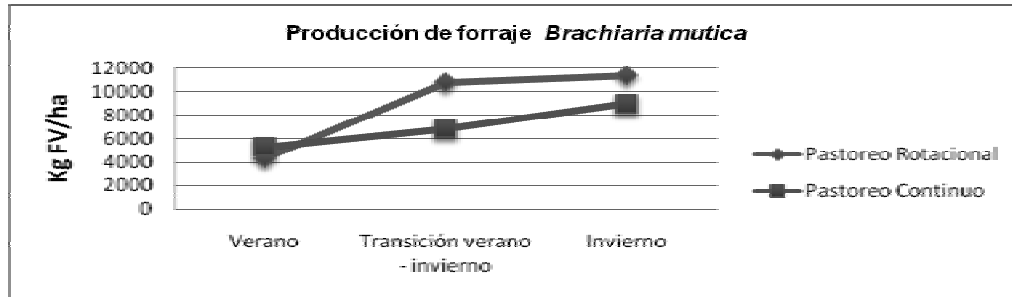 Producción de forraje Brachiaria mutica
Kg FV/ha
12000
10000
8000
6000
4000
2000
0
Verano
Transición verano
- invierno
Invierno
Pastoreo Rotacional
Pastoreo Continuo